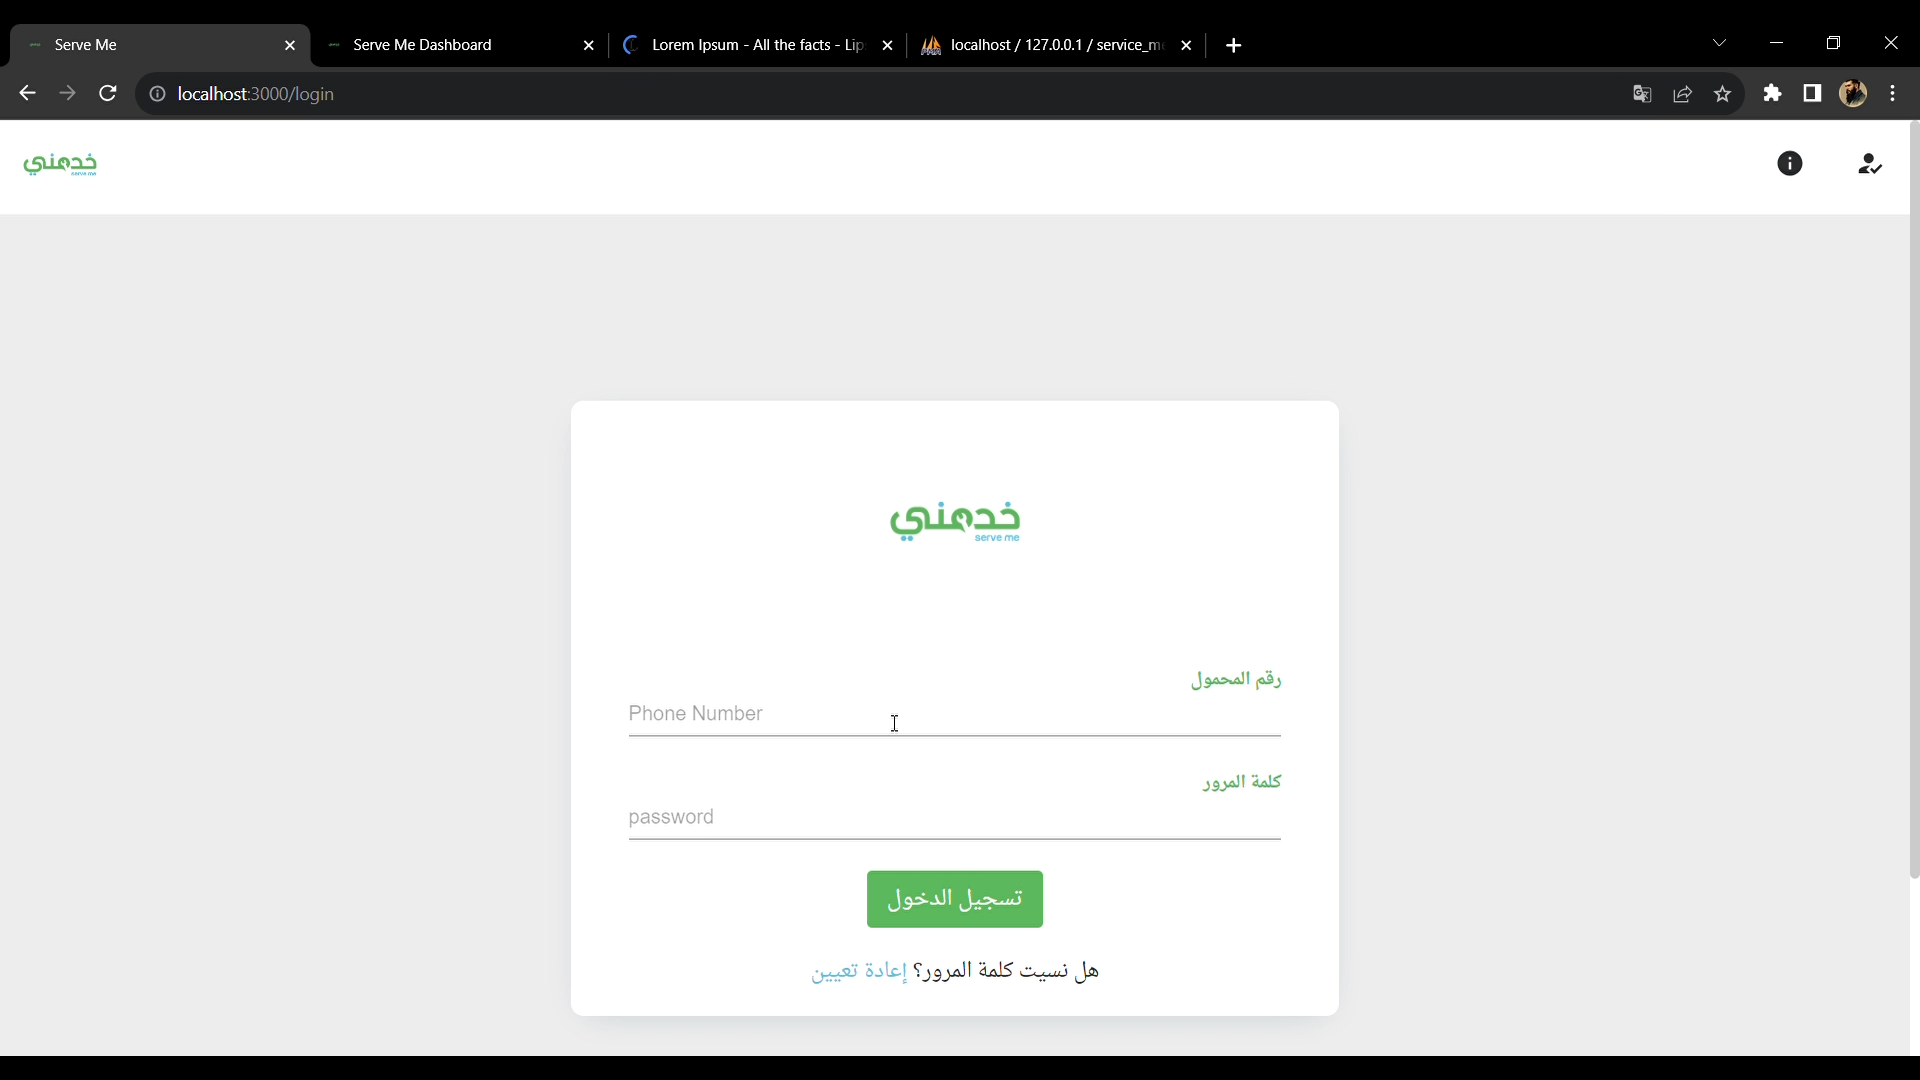 Serve Me
Serve Me Dashboard
Lorem Ipsum - All the facts - Lip
localhost / 127.0.0.1 / service_m
localhost:3000/login
خدمني
serve me
خدمني
serve me
رقم المحمول
Phone Number
كلمة المرور
password
تسجيل الدخول
هل نسيت كلمة المرور؟ إعادة تعيين